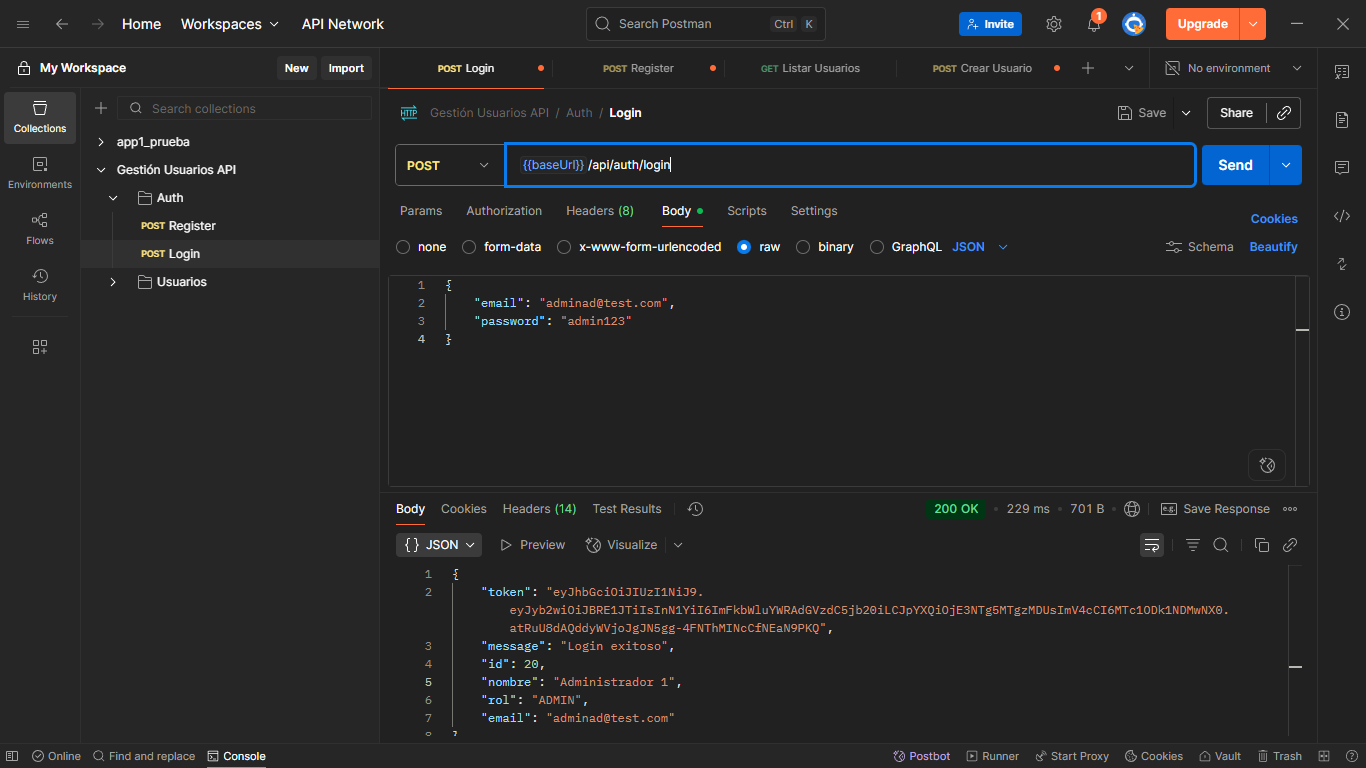 Home
Workspaces
API Network
Search Postman
Ctrl
K
Invite
1
Upgrade
My Workspace
New
Import
POST Login
POST Register
GET Listar Usuarios
POST Crear Usuario
No environment
Collections
Environments
Flows
History
Search collections
app1_prueba
Gestión Usuarios API
Auth
POST Register
POST Login
Usuarios
HTTP
Gestión Usuarios API / Auth / Login
Save
Share
POST
{{baseUrl}} /api/auth/login
Send
Params
Authorization
Headers (8)
Body
Scripts
Settings
Cookies
none
form-data
x-www-form-urlencoded
raw
binary
GraphQL
JSON
Schema
Beautify
1 {
2 "email": "adminad@test.com",
3 "password": "admin123"
4 }
Body
Cookies
Headers (14)
Test Results
200 OK
229 ms
701 B
e.g.
Save Response
{} JSON
Preview
Visualize
1 {
2 "token": "eyJhbGciOiJIUzI1NiJ9.
eyJyb2wiOiJBRE1JTiIsInN1YiI6ImFkbWluYWRAdGVzdC5jb20iLCJpYXQiOjE3NTg5MTgzMDUsImV4cCI6MTc1ODk1NDMwNX0.
atRuU8dAQddyWVjoJgJN5gg-4FNThMINcCfNEaN9PKQ",
3 "message": "Login exitoso",
4 "id": 20,
5 "nombre": "Administrador 1",
6 "rol": "ADMIN",
7 "email": "adminad@test.com"
8 }
Online
Find and replace
Console
Postbot
Runner
Start Proxy
Cookies
Vault
Trash